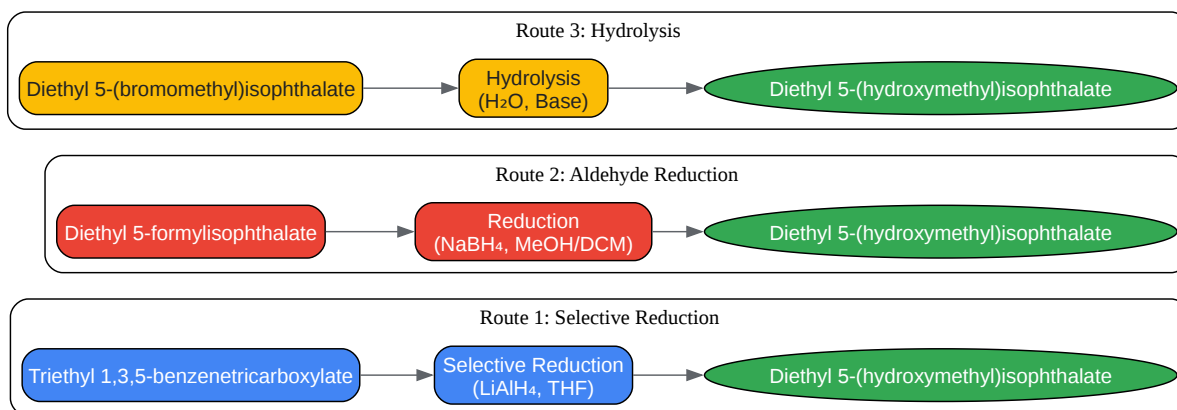 Route 3: Hydrolysis
Diethyl 5-(bromomethyl)isophthalate
Hydrolysis
(H₂O, Base)
Diethyl 5-(hydroxymethyl)isophthalate
Route 2: Aldehyde Reduction
Diethyl 5-formylisophthalate
Reduction
(NaBH₄, MeOH/DCM)
Diethyl 5-(hydroxymethyl)isophthalate
Route 1: Selective Reduction
Triethyl 1,3,5-benzenetricarboxylate
Selective Reduction
(LiAlH₄, THF)
Diethyl 5-(hydroxymethyl)isophthalate